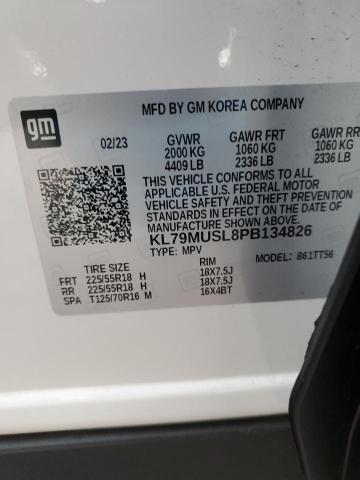 gm
MFD BY GM KOREA COMPANY
02/23 GVWR GAWR FRT GAWR RR
2000 KG 1060 KG 1060 KG
4409 LB 2336 LB 2336 LB
THIS VEHICLE CONFORMS TO ALL
APPLICABLE U.S. FEDERAL MOTOR
VEHICLE SAFETY AND THEFT
PREVENTION STANDARDS IN EFFECT ON THE DATE OF
MANUFACTURE SHOWN ABOVE.
KL79MUSL8PB134826
TYPE: MPV MODEL: 861TT56
TIRE SIZE RIM
FRT 225/55R18 H 18X7.5J
RR 225/55R18 H 18X7.5J
SPA T125/70R16 M 16X4BT